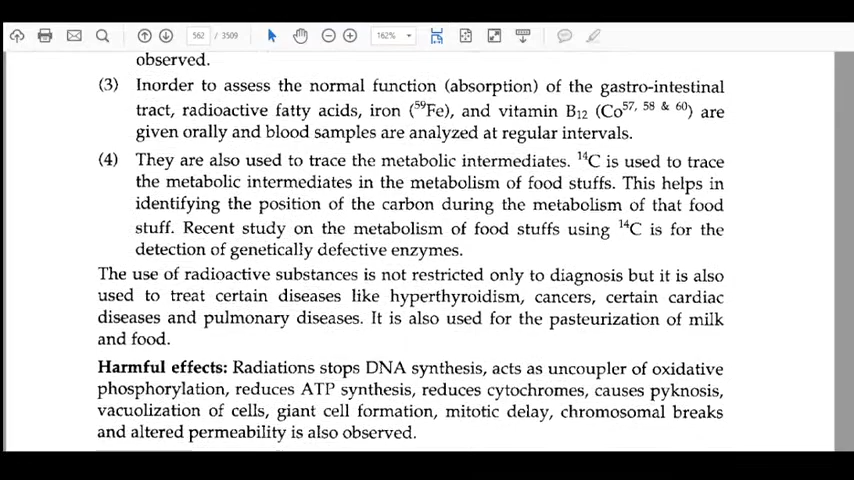 562 / 3509
162%
observed.
(3) Inorder to assess the normal function (absorption) of the gastro-intestinal
tract, radioactive fatty acids, iron (⁵⁹Fe), and vitamin B₁₂ (Co⁵⁷, ⁵⁸ & ⁶⁰) are
given orally and blood samples are analyzed at regular intervals.
(4) They are also used to trace the metabolic intermediates. ¹⁴C is used to trace
the metabolic intermediates in the metabolism of food stuffs. This helps in
identifying the position of the carbon during the metabolism of that food
stuff. Recent study on the metabolism of food stuffs using ¹⁴C is for the
detection of genetically defective enzymes.
The use of radioactive substances is not restricted only to diagnosis but it is also
used to treat certain diseases like hyperthyroidism, cancers, certain cardiac
diseases and pulmonary diseases. It is also used for the pasteurization of milk
and food.
Harmful effects: Radiations stops DNA synthesis, acts as uncoupler of oxidative
phosphorylation, reduces ATP synthesis, reduces cytochromes, causes pyknosis,
vacuolization of cells, giant cell formation, mitotic delay, chromosomal breaks
and altered permeability is also observed.